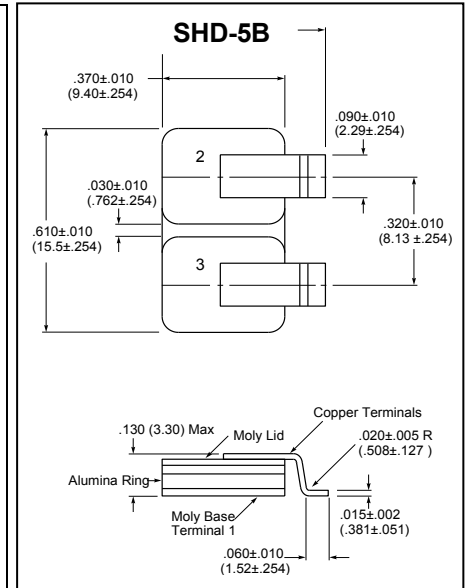 SHD-5B
.370±.010
(9.40±.254)
.090±.010
(2.29±.254)
2
.030±.010
(.762±.254)
.610±.010
(15.5±.254)
.320±.010
(8.13 ±.254)
3
Copper Terminals
.130 (3.30) Max
Moly Lid
.020±.005 R
(.508±.127 )
Alumina Ring
Moly Base
Terminal 1
.015±.002
(.381±.051)
.060±.010
(1.52±.254)